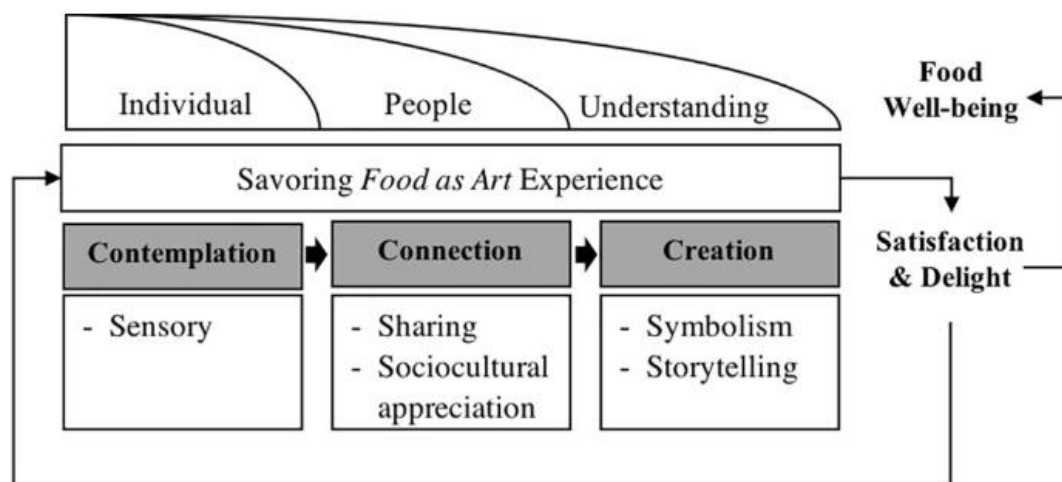 Individual
People
Understanding
Food
Well-being
Savoring Food as Art Experience
Contemplation
Connection
Creation
Satisfaction
& Delight
- Sensory
- Sharing
- Sociocultural
appreciation
- Symbolism
- Storytelling